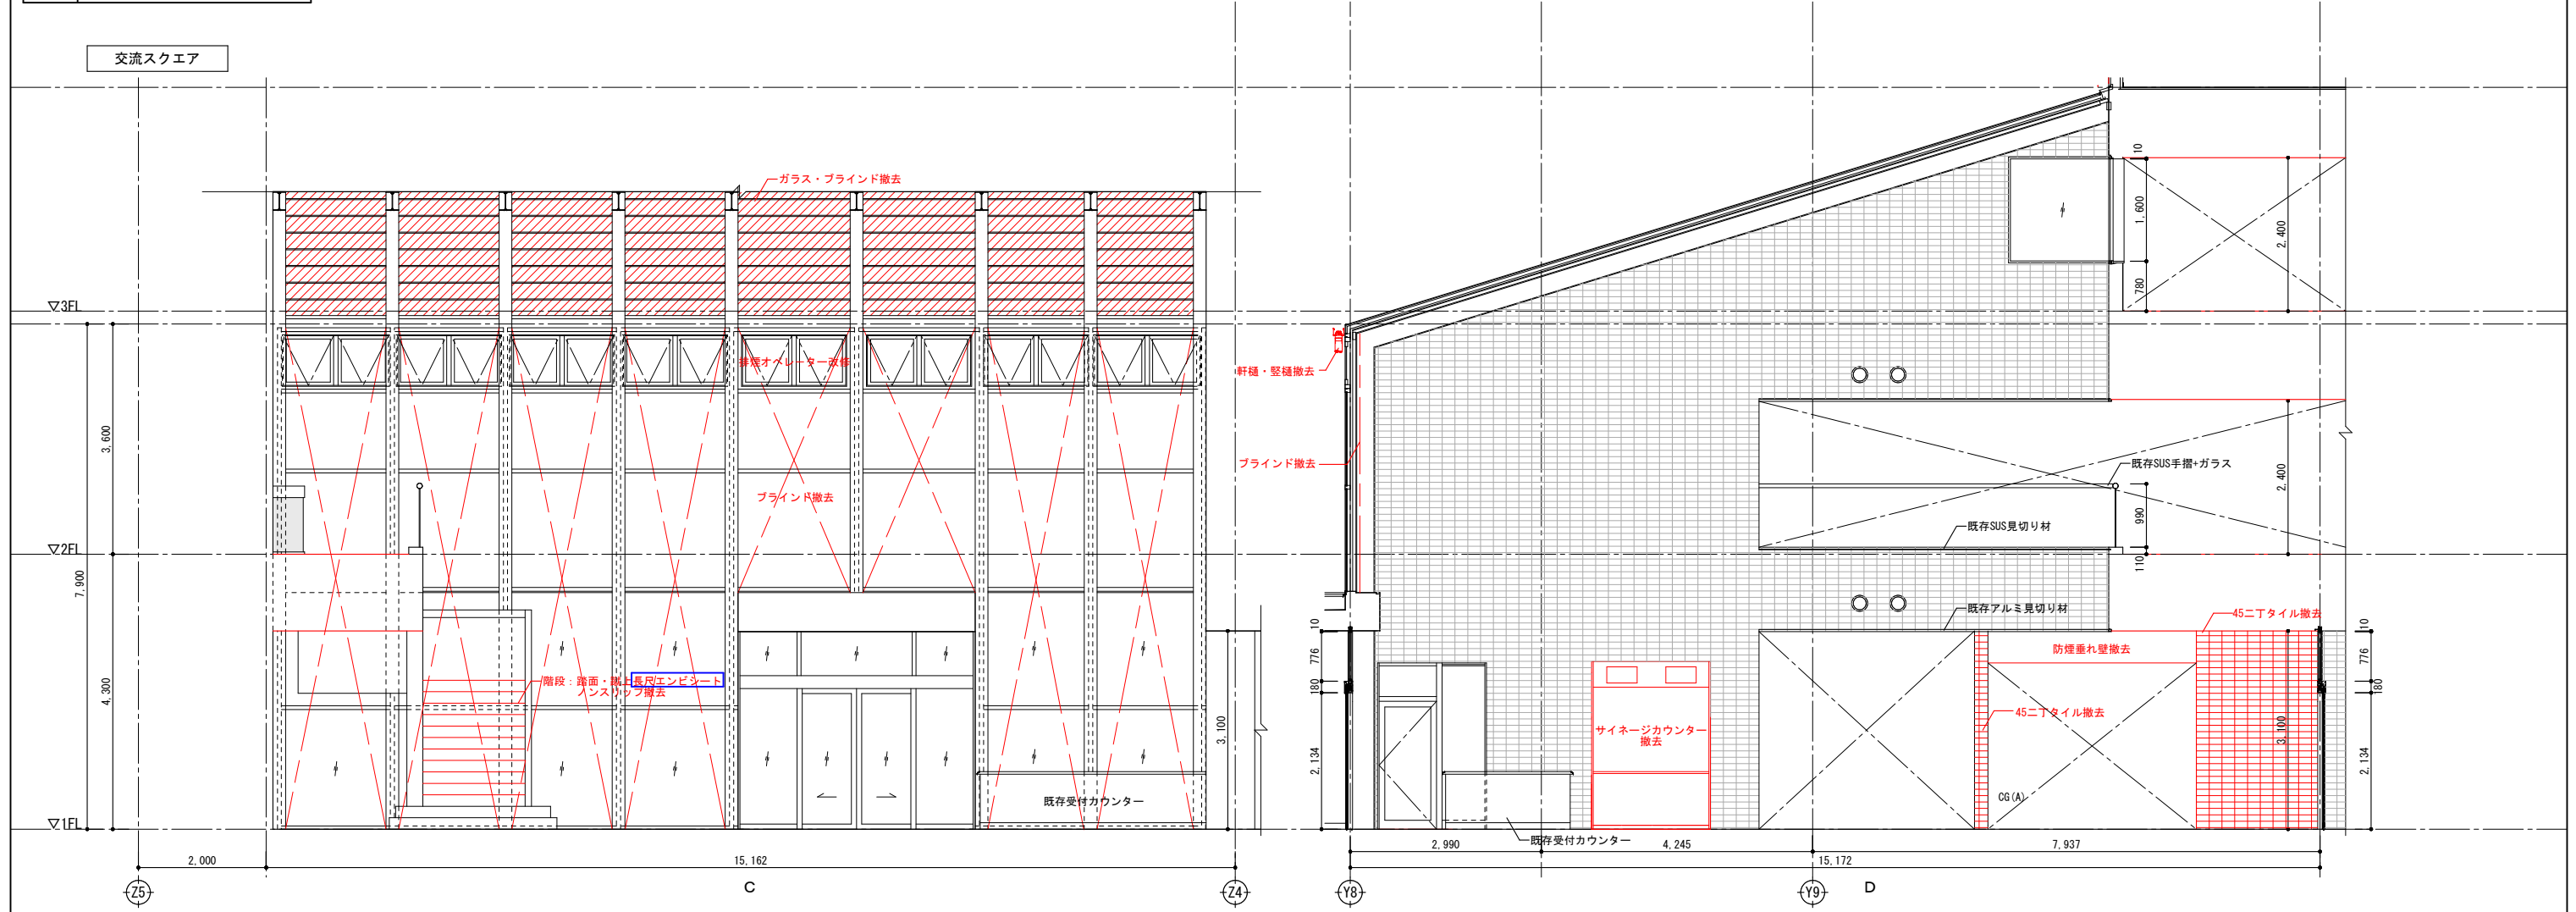 交流スクエア
ガラス・ブラインド撤去
▽3FL
排煙オペレーター改修
軒樋・竪樋撤去
3,600
ブラインド撤去
ブラインド撤去
▽2FL
7,900
4,300
階段：踏面・蹴上長尺エンビシート
ノンスリップ撤去
既存受付カウンター
3,100
▽1FL
2,000
15,162
Z5
C
Z4
10
1,600
780
2,400
既存SUS手摺+ガラス
2,400
990
既存SUS見切り材
110
既存アルミ見切り材
45二丁タイル撤去
防煙垂れ壁撤去
10
776
180
2,134
10
776
180
2,134
サイネージカウンター
撤去
45二丁タイル撤去
3,100
CG(A)
既存受付カウンター
2,990
4,245
7,937
15,172
Y8
Y9
D